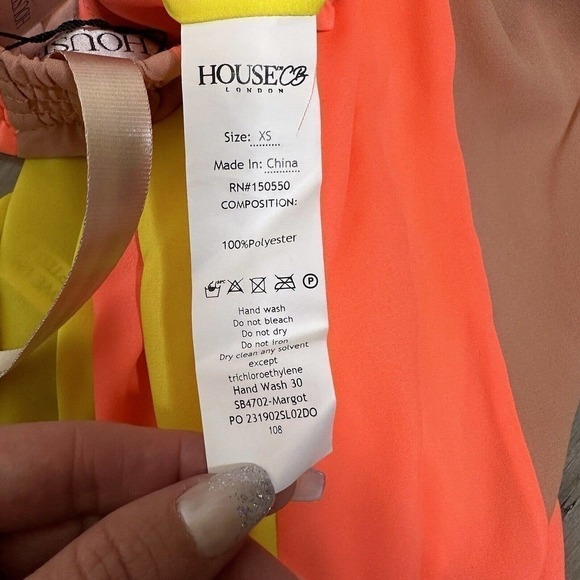 HOUSE OF CB
LONDON
Size: XS
Made In: China
RN#150550
COMPOSITION:
100%Polyester
Hand wash
Do not bleach
Do not dry
Do not Iron
Dry clean any solvent
except
trichloroethylene
Hand Wash 30
SB4702-Margot
PO 231902SL02DO
108
HOUS